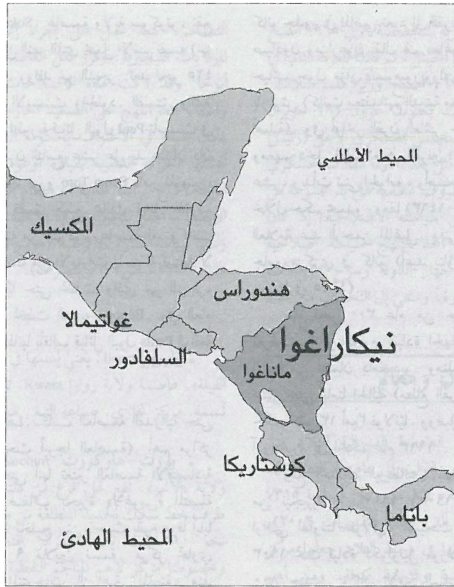 المحيط الأطلسي
المكسيك
هندوراس
غواتيمالا
نيكاراغوا
السلفادور
ماناغوا
كوستاريكا
باناما
المحيط الهادئ